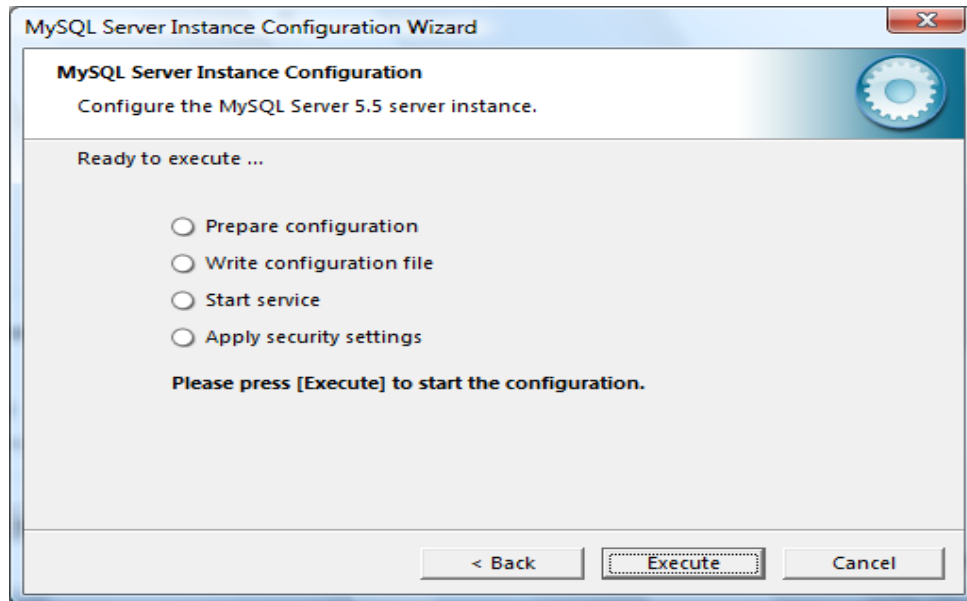 MySQL Server Instance Configuration Wizard
MySQL Server Instance Configuration
Configure the MySQL Server 5.5 server instance.
Ready to execute ...
Prepare configuration
Write configuration file
Start service
Apply security settings
Please press [Execute] to start the configuration.
< Back
Execute
Cancel